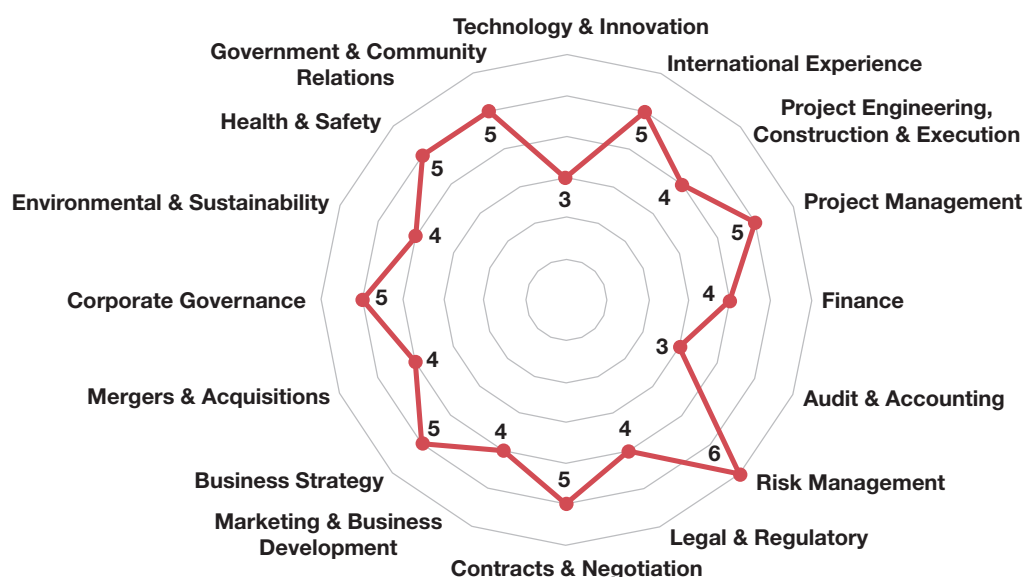 Technology & Innovation
Government & Community
Relations
International Experience
Health & Safety
Project Engineering,
Construction & Execution
Environmental & Sustainability
Project Management
Corporate Governance
Finance
Mergers & Acquisitions
Audit & Accounting
Business Strategy
Risk Management
Marketing & Business
Development
Legal & Regulatory
Contracts & Negotiation
5
5
5
3
4
4
5
5
4
4
3
5
4
4
6
5